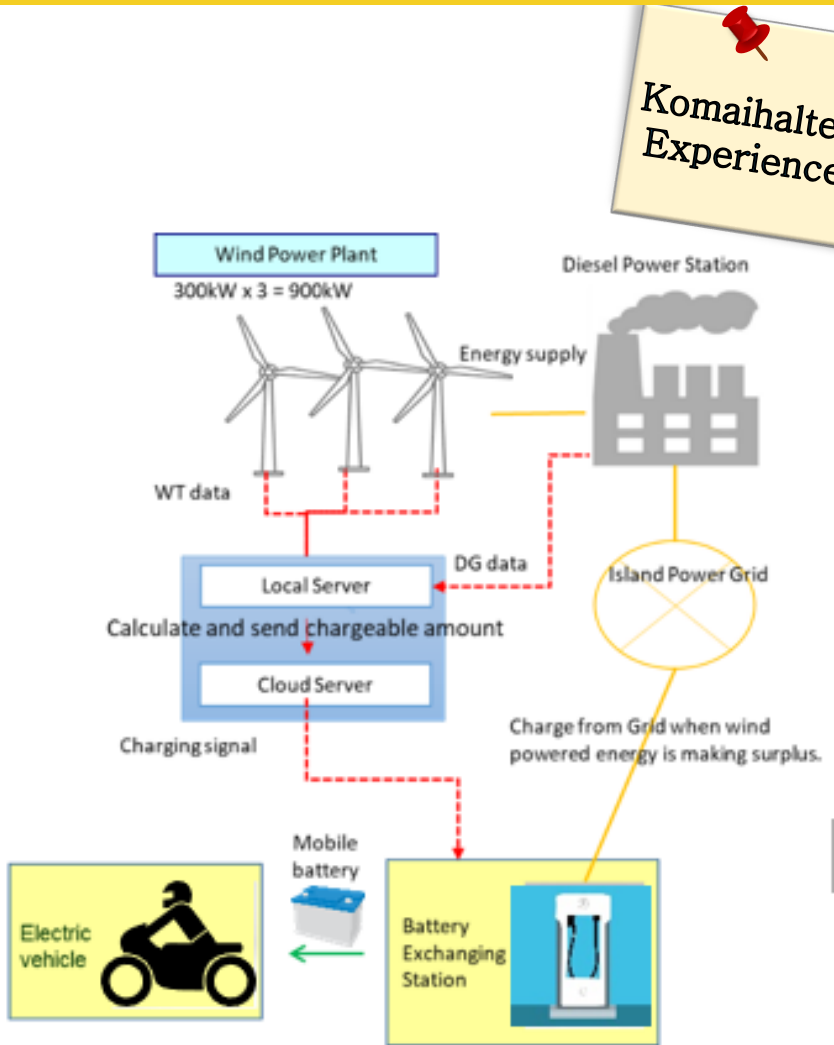 Komaihalte
Experience
Wind Power Plant
300kW x 3 = 900kW
Diesel Power Station
Energy supply
WT data
DG data
Local Server
Island Power Grid
Calculate and send chargeable amount
Cloud Server
Charging signal
Charge from Grid when wind
powered energy is making surplus.
Mobile
battery
Electric
vehicle
Battery
Exchanging
Station